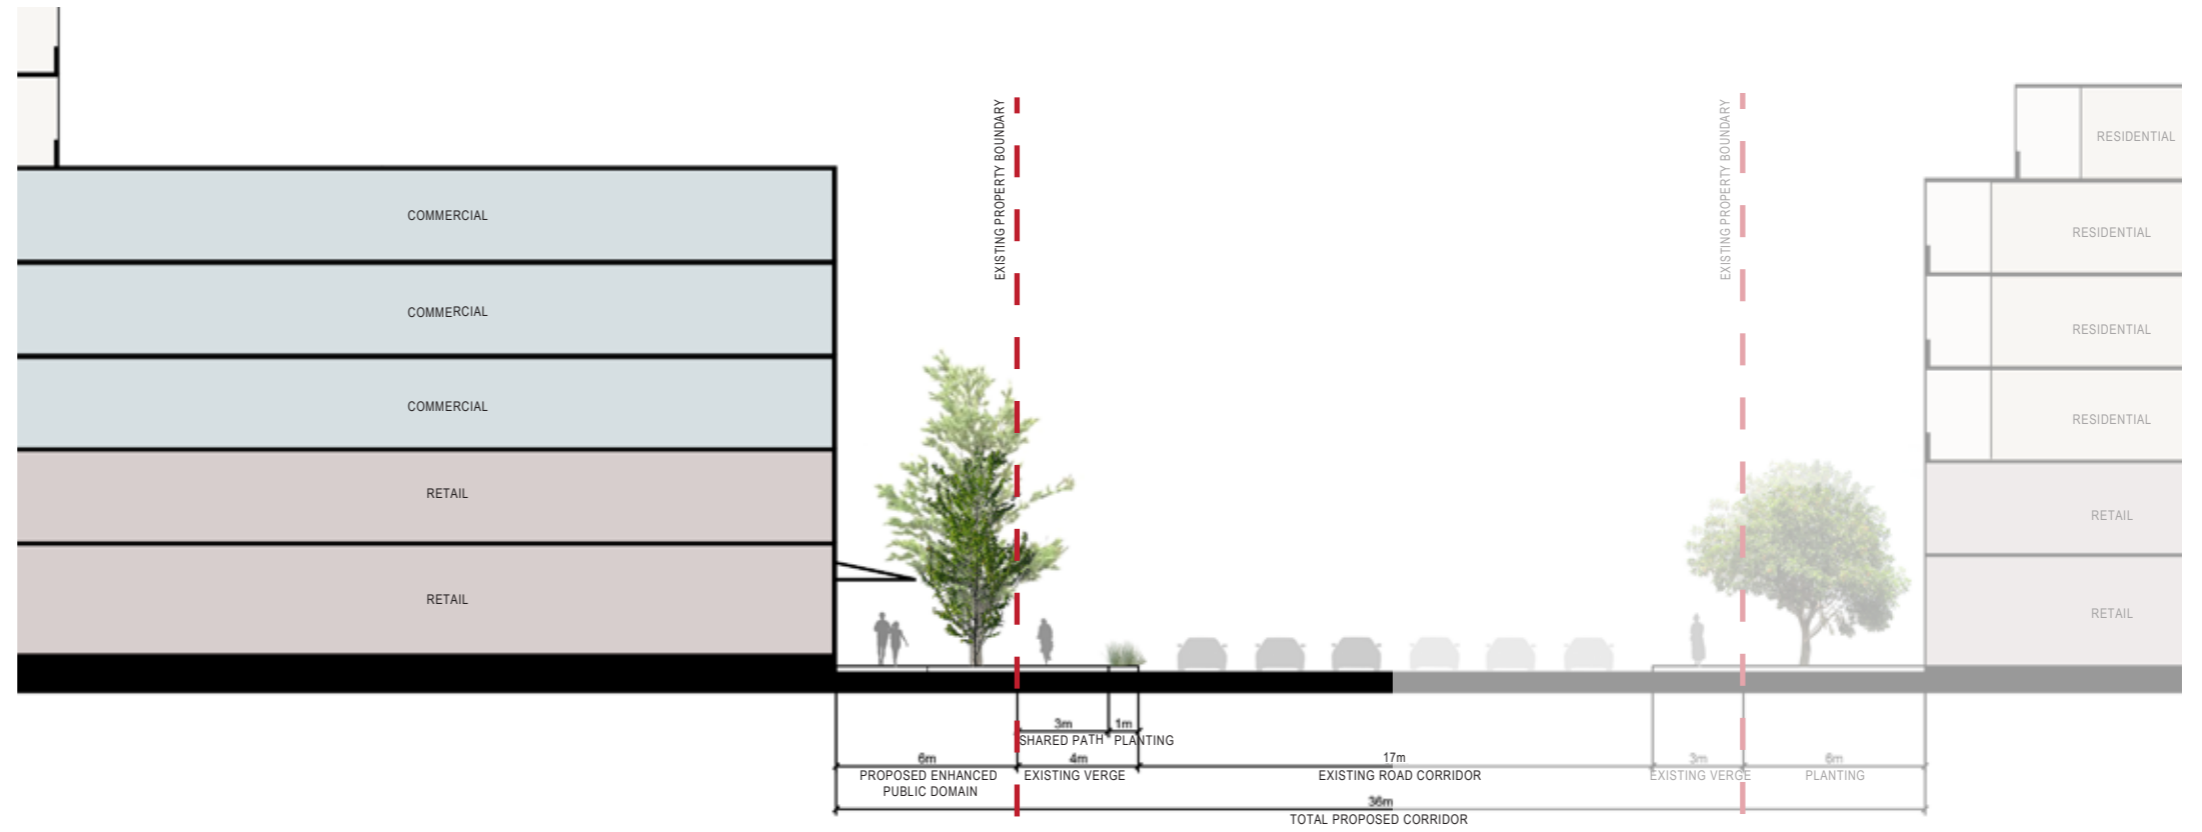 EXISTING PROPERTY BOUNDARY
EXISTING PROPERTY BOUNDARY
RESIDENTIAL
COMMERCIAL
RESIDENTIAL
COMMERCIAL
RESIDENTIAL
COMMERCIAL
RESIDENTIAL
RETAIL
RETAIL
RETAIL
RETAIL
3m
1m
SHARED PATH
PLANTING
6m
4m
17m
3m
6m
PROPOSED ENHANCED
PUBLIC DOMAIN
EXISTING VERGE
EXISTING ROAD CORRIDOR
EXISTING VERGE
PLANTING
36m
TOTAL PROPOSED CORRIDOR